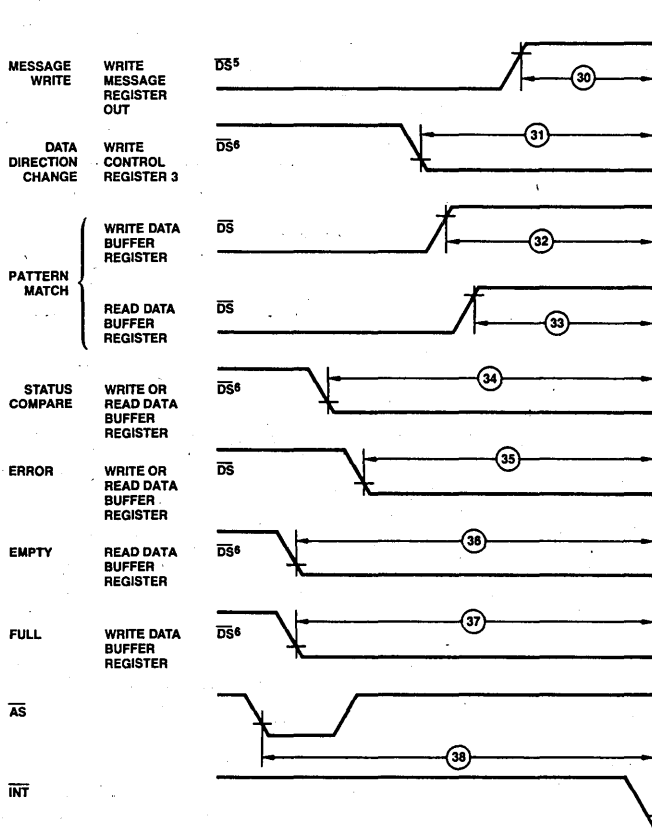 MESSAGE WRITE DS5 30
WRITE MESSAGE
REGISTER
OUT
DATA WRITE DS6 31
DIRECTION CONTROL
CHANGE REGISTER 3
WRITE DATA DS 32
BUFFER
REGISTER
PATTERN
MATCH
READ DATA DS 33
BUFFER
REGISTER
STATUS WRITE OR DS6 34
COMPARE READ DATA
BUFFER
REGISTER
ERROR WRITE OR DS 35
READ DATA
BUFFER
REGISTER
EMPTY READ DATA DS6 36
BUFFER
REGISTER
FULL WRITE DATA DS6 37
BUFFER
REGISTER
AS
38
INT